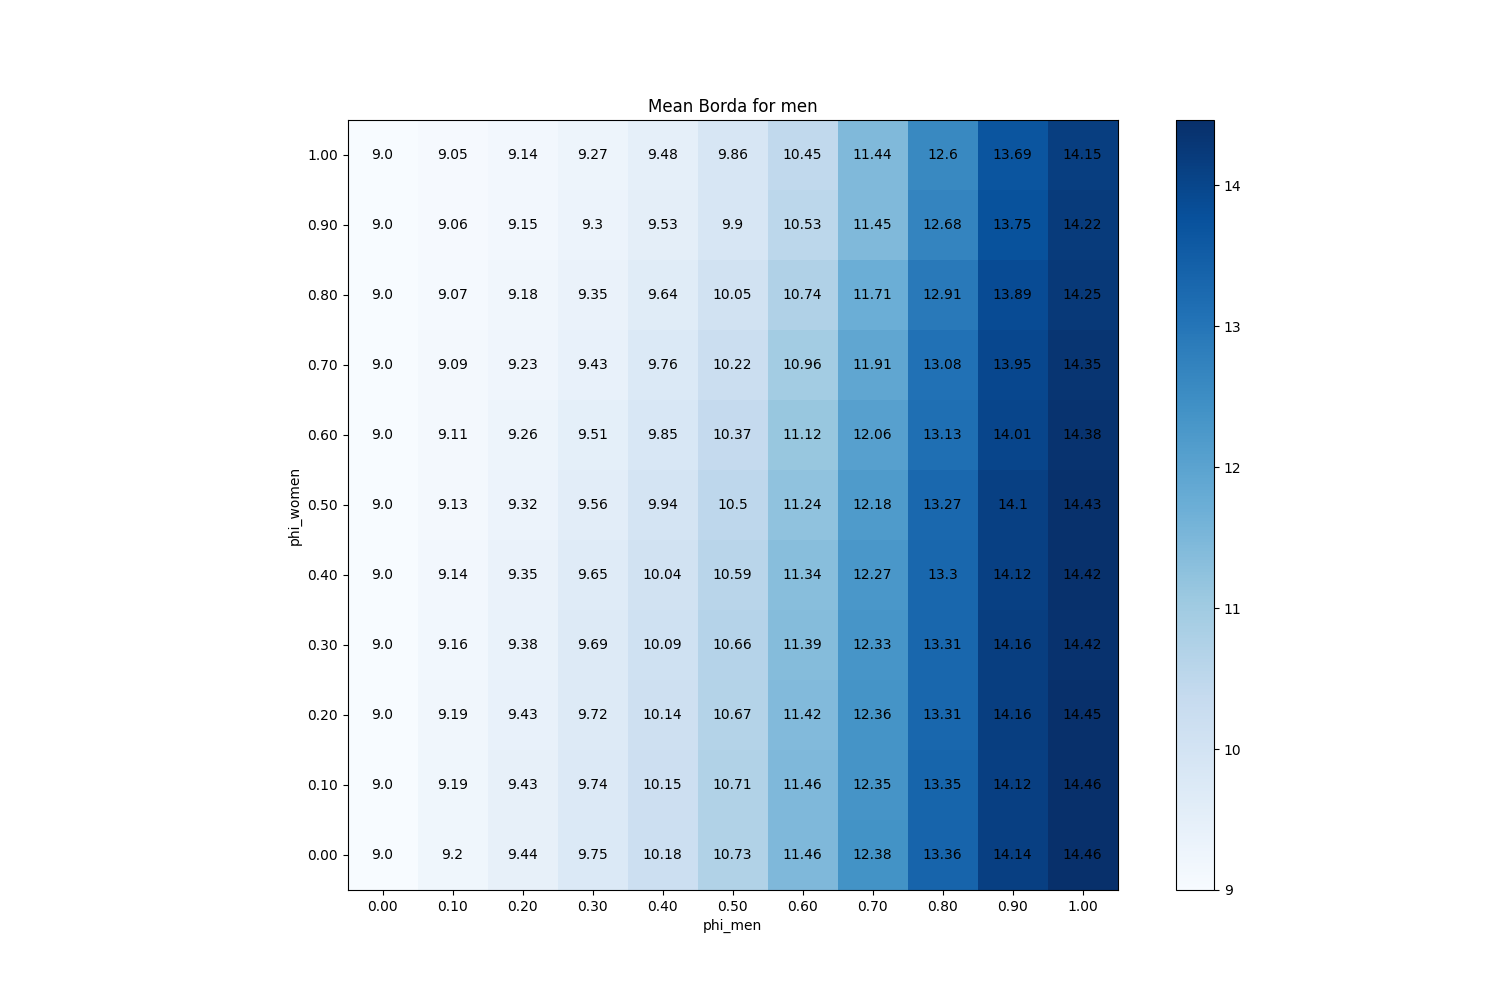 Mean Borda for men
1.00 9.0 9.05 9.14 9.27 9.48 9.86 10.45 11.44 12.6 13.69 14.15
0.90 9.0 9.06 9.15 9.3 9.53 9.9 10.53 11.45 12.68 13.75 14.22
0.80 9.0 9.07 9.18 9.35 9.64 10.05 10.74 11.71 12.91 13.89 14.25
0.70 9.0 9.09 9.23 9.43 9.76 10.22 10.96 11.91 13.08 13.95 14.35
0.60 9.0 9.11 9.26 9.51 9.85 10.37 11.12 12.06 13.13 14.01 14.38
0.50 9.0 9.13 9.32 9.56 9.94 10.5 11.24 12.18 13.27 14.1 14.43
0.40 9.0 9.14 9.35 9.65 10.04 10.59 11.34 12.27 13.3 14.12 14.42
0.30 9.0 9.16 9.38 9.69 10.09 10.66 11.39 12.33 13.31 14.16 14.42
0.20 9.0 9.19 9.43 9.72 10.14 10.67 11.42 12.36 13.31 14.16 14.45
0.10 9.0 9.19 9.43 9.74 10.15 10.71 11.46 12.35 13.35 14.12 14.46
0.00 9.0 9.2 9.44 9.75 10.18 10.73 11.46 12.38 13.36 14.14 14.46
0.00 0.10 0.20 0.30 0.40 0.50 0.60 0.70 0.80 0.90 1.00
phi_men
phi_women
14
13
12
11
10
9